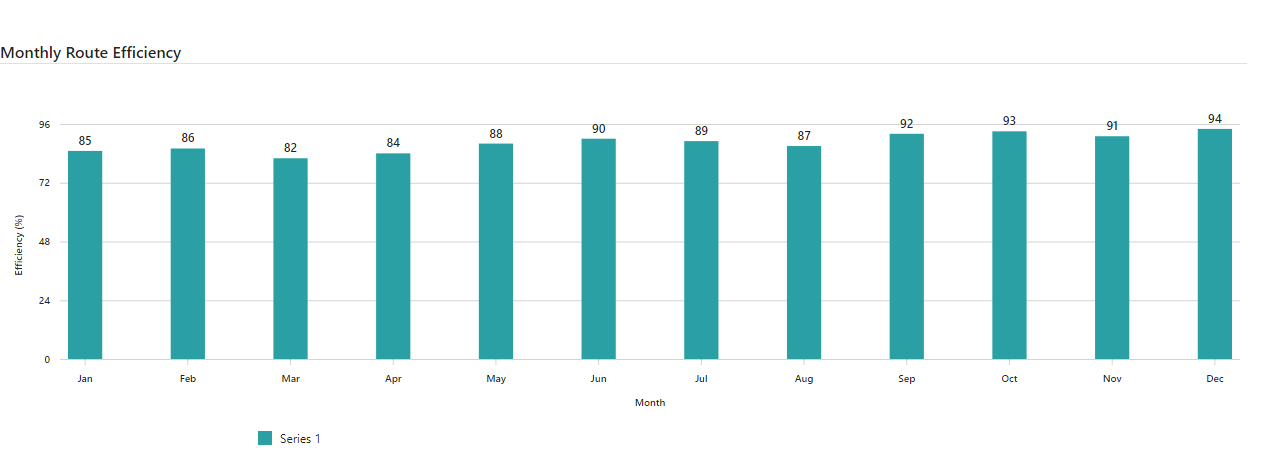 Monthly Route Efficiency
96
72
48
24
0
Efficiency (%)
85 86 82 84 88 90 89 87 92 93 91 94
Jan Feb Mar Apr May Jun Jul Aug Sep Oct Nov Dec
Month
Series 1